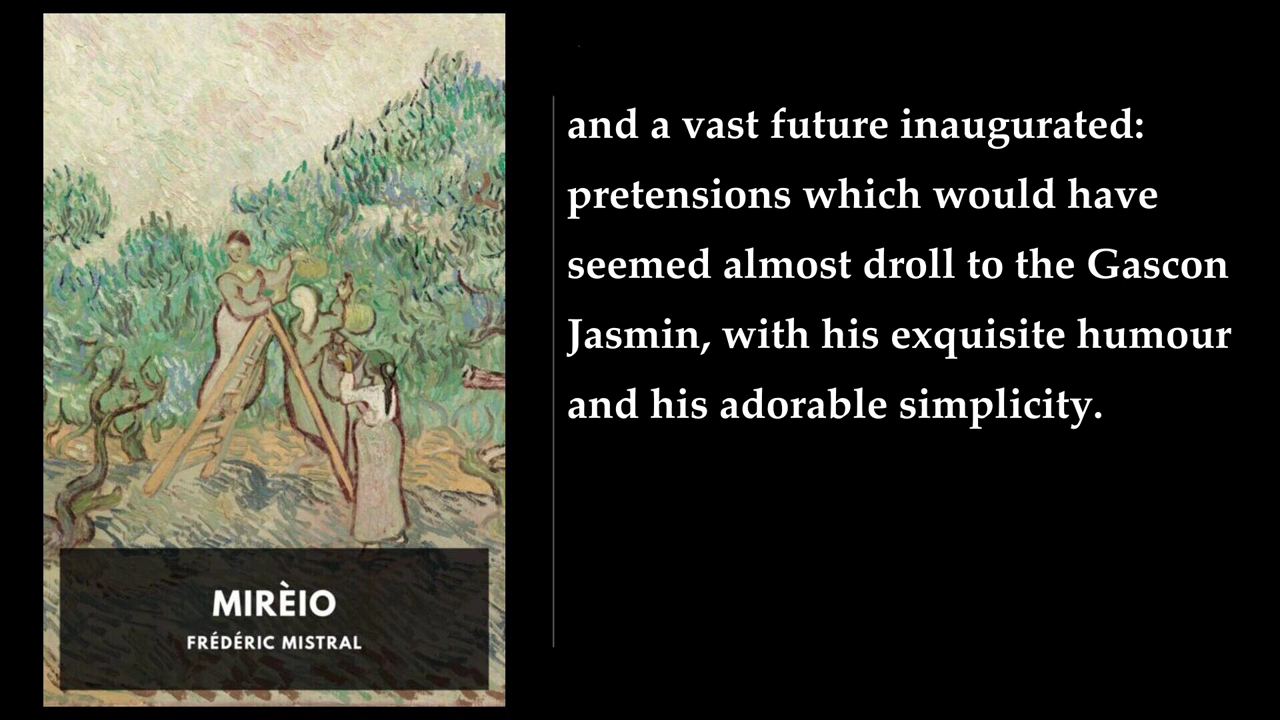 MIRÈIO
FRÉDÉRIC MISTRAL
and a vast future inaugurated:
pretensions which would have
seemed almost droll to the Gascon
Jasmin, with his exquisite humour
and his adorable simplicity.